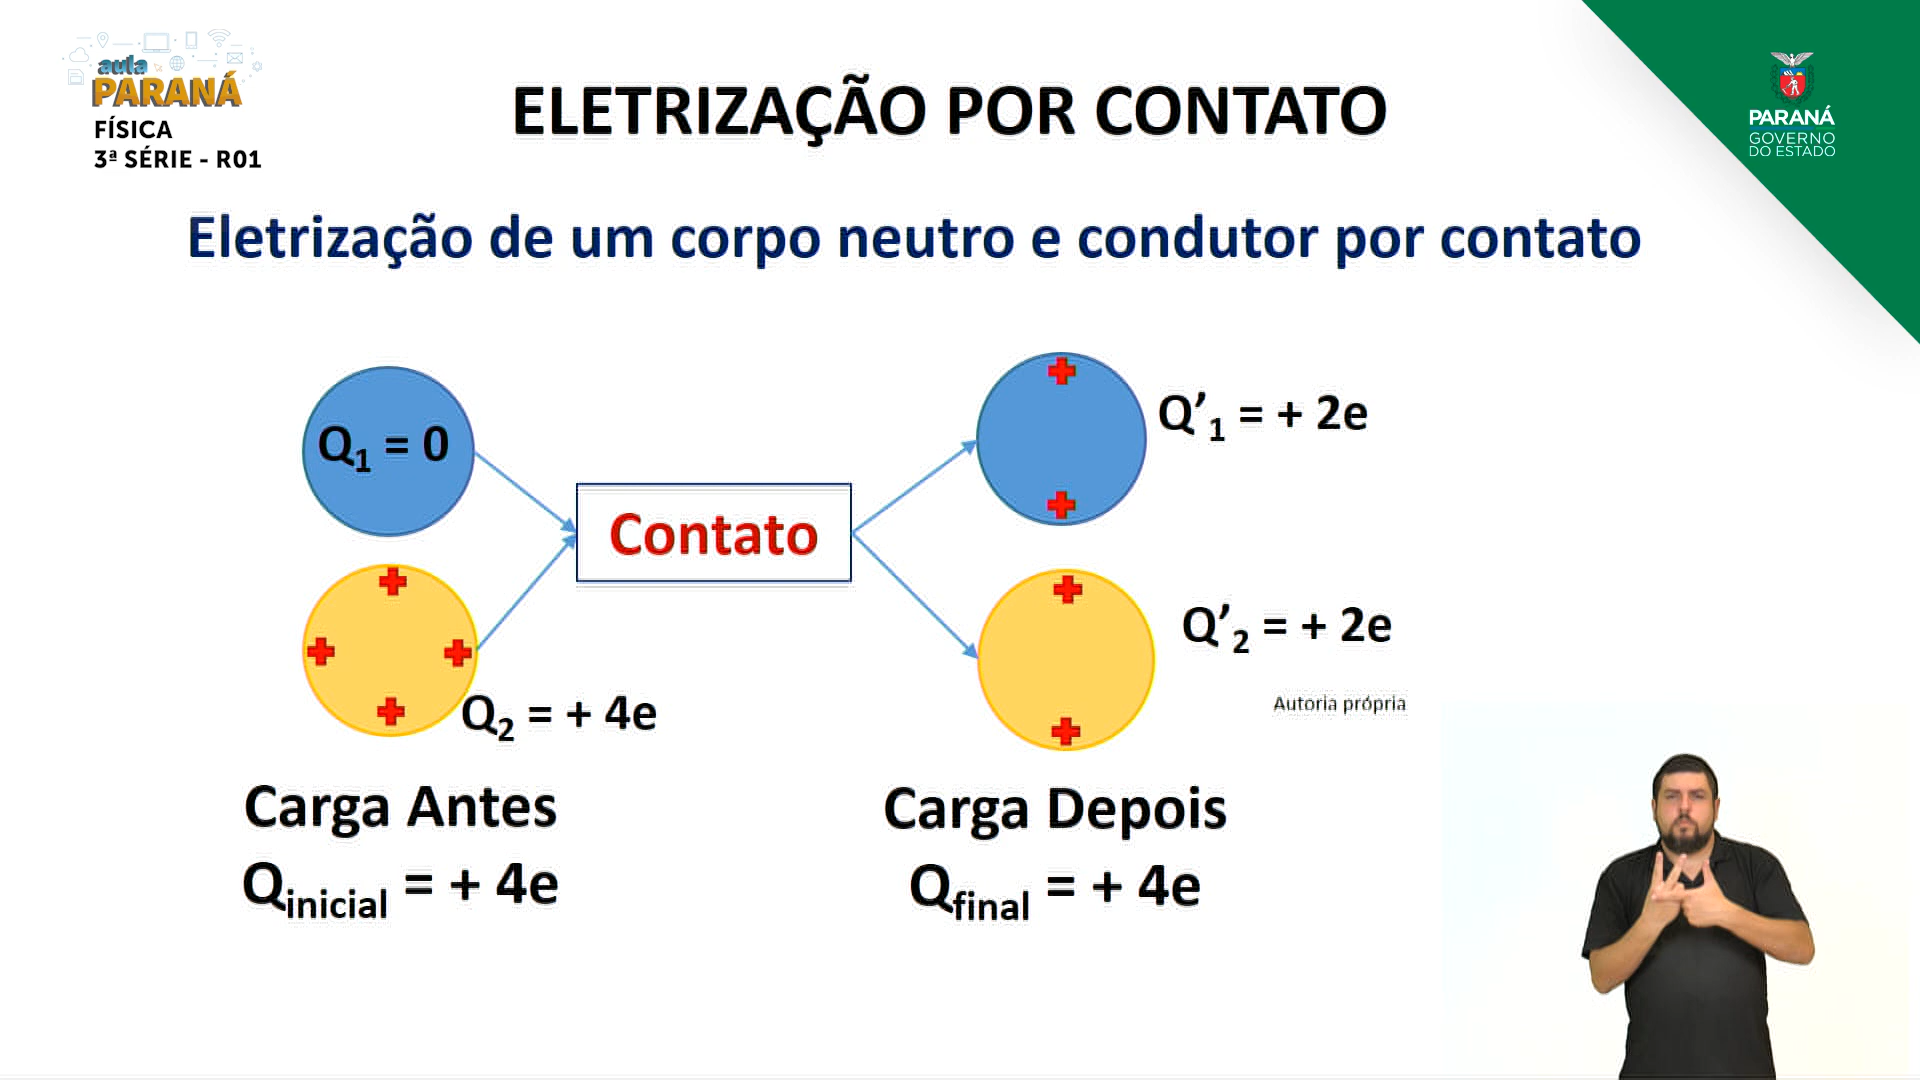 aula
PARANÁ
FÍSICA
3ª SÉRIE - R01
ELETRIZAÇÃO POR CONTATO
PARANÁ
GOVERNO
DO ESTADO
Eletrização de um corpo neutro e condutor por contato
Q₁ = 0
Q’₁ = + 2e
Contato
Q’₂ = + 2e
Q₂ = + 4e
Autoria própria
Carga Antes
Q inicial = + 4e
Carga Depois
Q final = + 4e